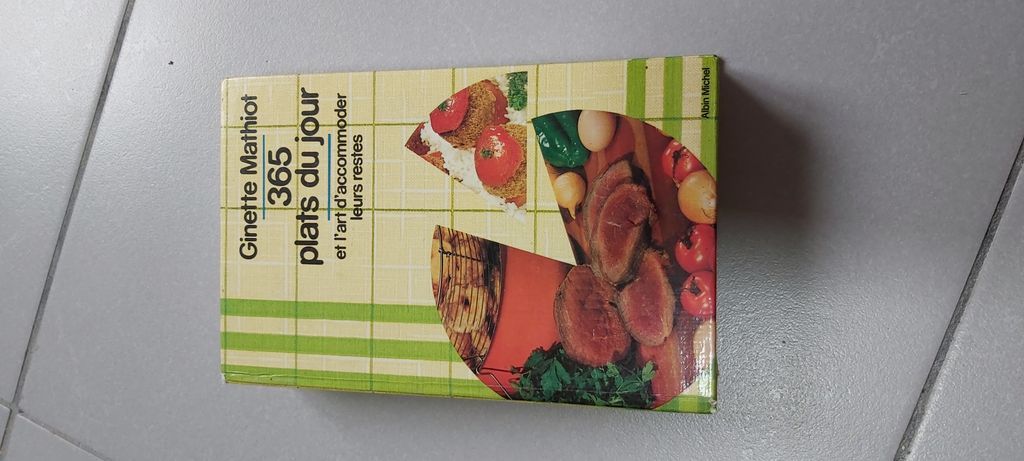 Ginette Mathiot
365
plats du jour
et l'art d'accommoder
leurs restes
Albin Michel